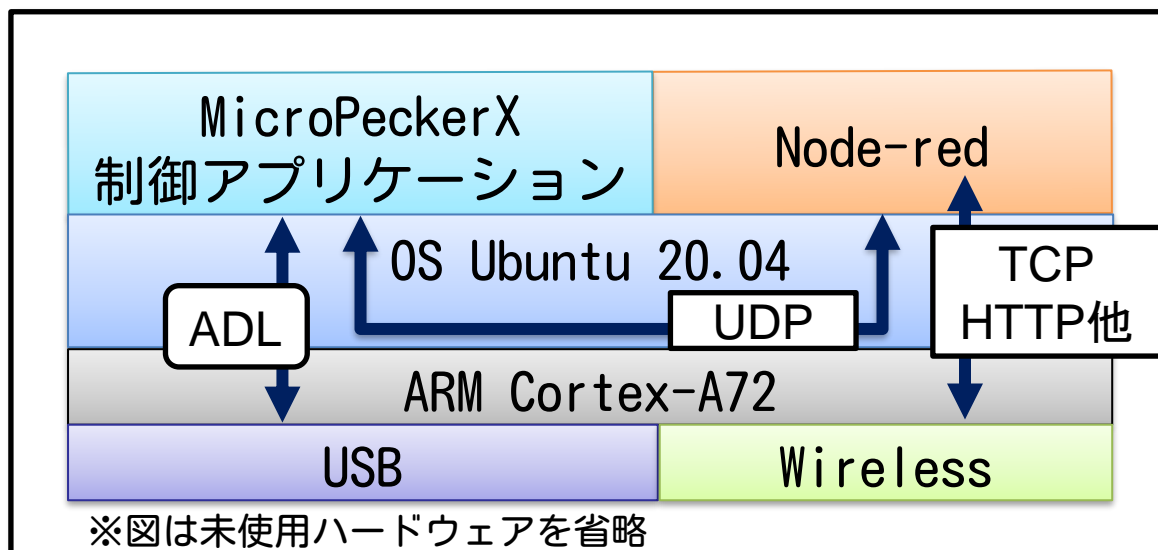 MicroPeckerX
制御アプリケーション
Node-red
OS Ubuntu 20.04
ADL
UDP
TCP
HTTP他
ARM Cortex-A72
USB
Wireless
※図は未使用ハードウェアを省略